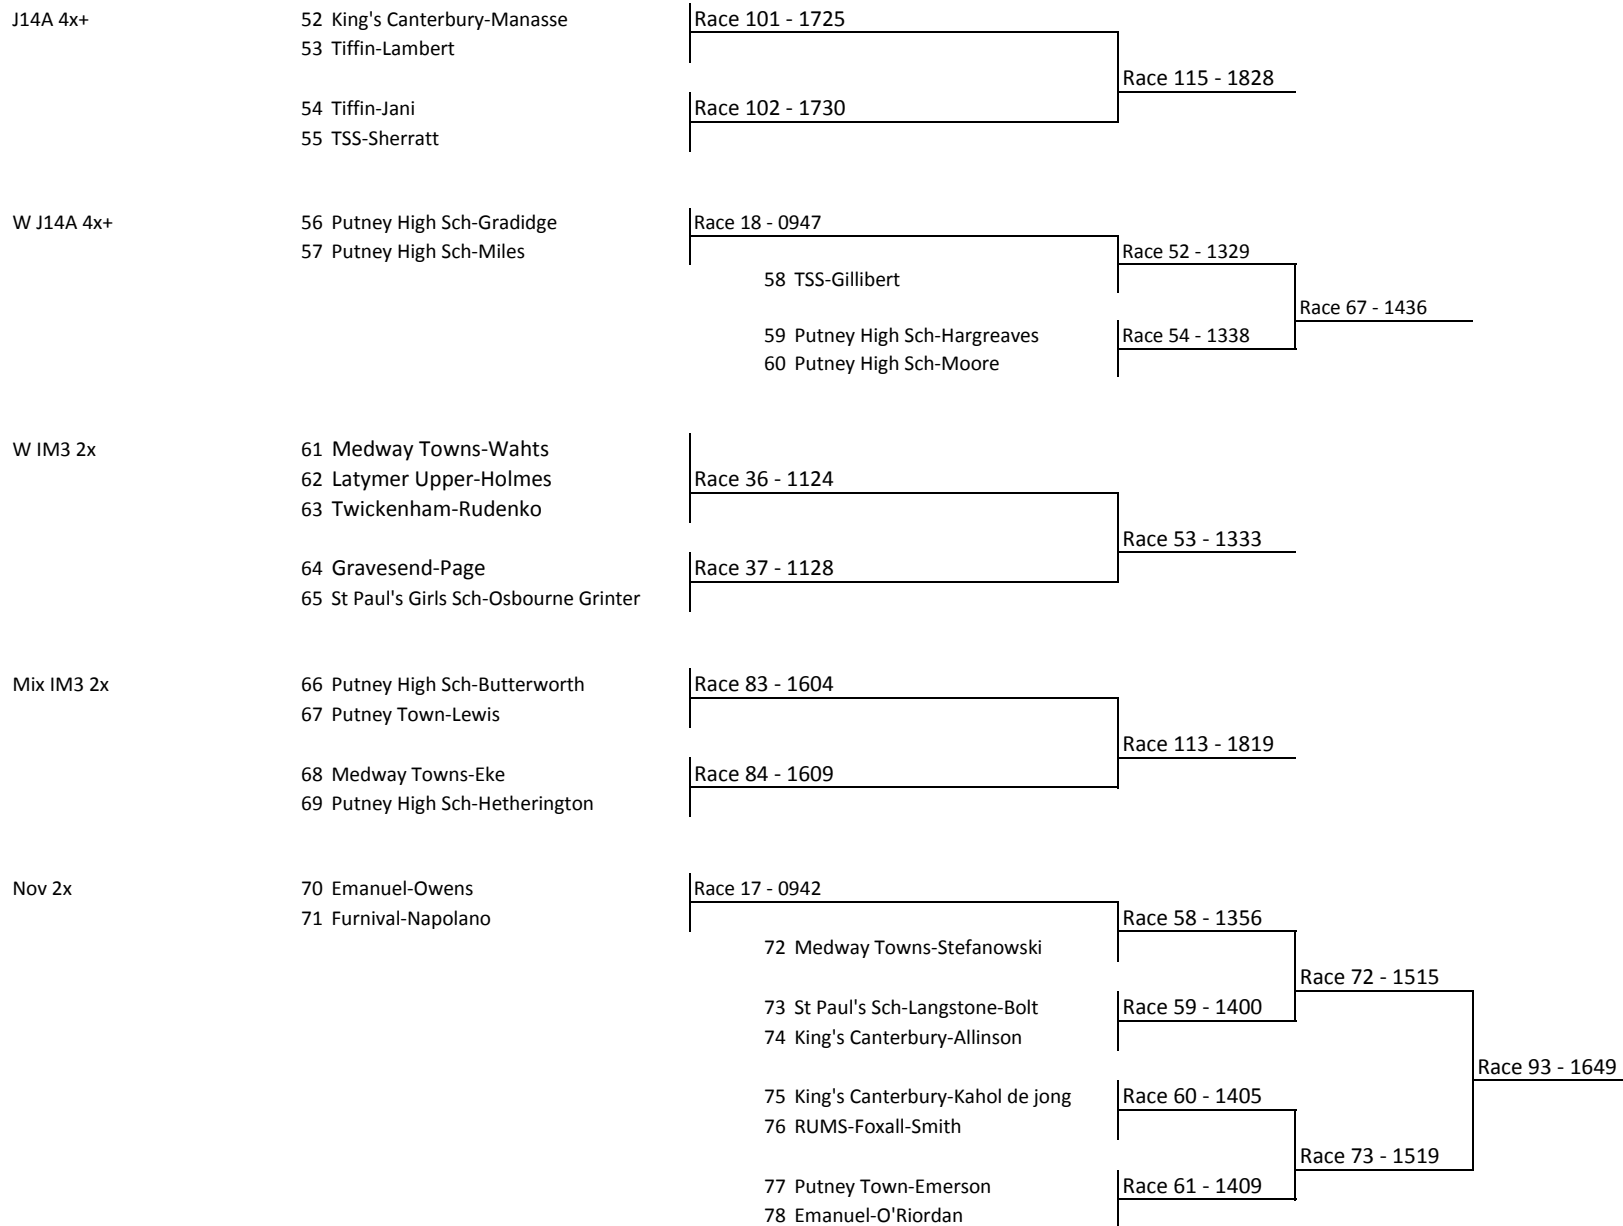 J14A 4x+ 52 King's Canterbury-Manasse Race 101 - 1725
53 Tiffin-Lambert
Race 115 - 1828
54 Tiffin-Jani Race 102 - 1730
55 TSS-Sherratt
W J14A 4x+ 56 Putney High Sch-Gradidge Race 18 - 0947
57 Putney High Sch-Miles Race 52 - 1329
58 TSS-Gillibert
Race 67 - 1436
59 Putney High Sch-Hargreaves Race 54 - 1338
60 Putney High Sch-Moore
W IM3 2x 61 Medway Towns-Wahts
62 Latymer Upper-Holmes Race 36 - 1124
63 Twickenham-Rudenko
Race 53 - 1333
64 Gravesend-Page Race 37 - 1128
65 St Paul's Girls Sch-Osbourne Grinter
Mix IM3 2x 66 Putney High Sch-Butterworth Race 83 - 1604
67 Putney Town-Lewis
Race 113 - 1819
68 Medway Towns-Eke Race 84 - 1609
69 Putney High Sch-Hetherington
Nov 2x 70 Emanuel-Owens Race 17 - 0942
71 Furnival-Napolano Race 58 - 1356
72 Medway Towns-Stefanowski
Race 72 - 1515
73 St Paul's Sch-Langstone-Bolt Race 59 - 1400
74 King's Canterbury-Allinson
Race 93 - 1649
75 King's Canterbury-Kahol de jong Race 60 - 1405
76 RUMS-Foxall-Smith
Race 73 - 1519
77 Putney Town-Emerson Race 61 - 1409
78 Emanuel-O'Riordan